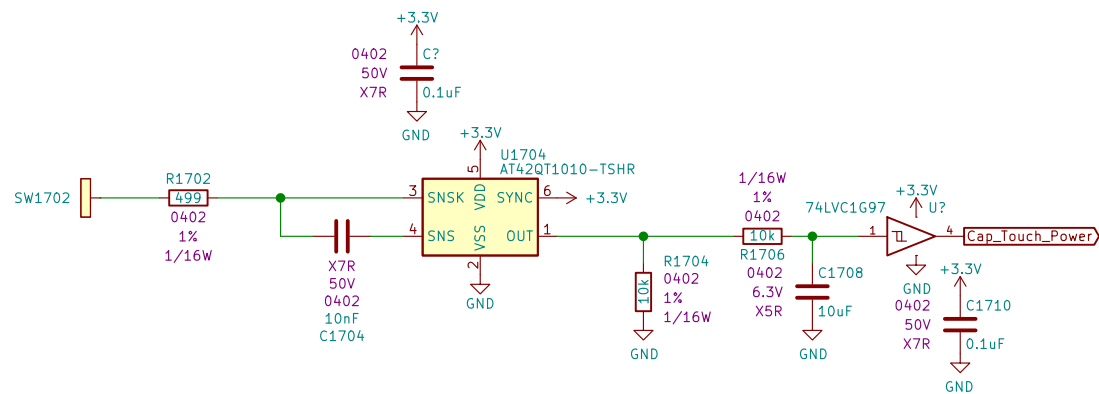 +3.3V
0402
50V
X7R
C?
0.1uF
GND
+3.3V
U1704
AT42QT1010-TSHR
SW1702
R1702
499
0402
1%
1/16W
3
SNSK
4
SNS
5
VDD
VSS
2
SYNC
6
OUT
1
+3.3V
GND
X7R
50V
0402
10nF
C1704
R1704
10k
0402
1%
1/16W
GND
1/16W
1%
0402
10k
R1706
0402
6.3V
X5R
C1708
10uF
GND
74LVC1G97
+3.3V
U?
1
4
GND
Cap_Touch_Power
+3.3V
0402
50V
X7R
C1710
0.1uF
GND